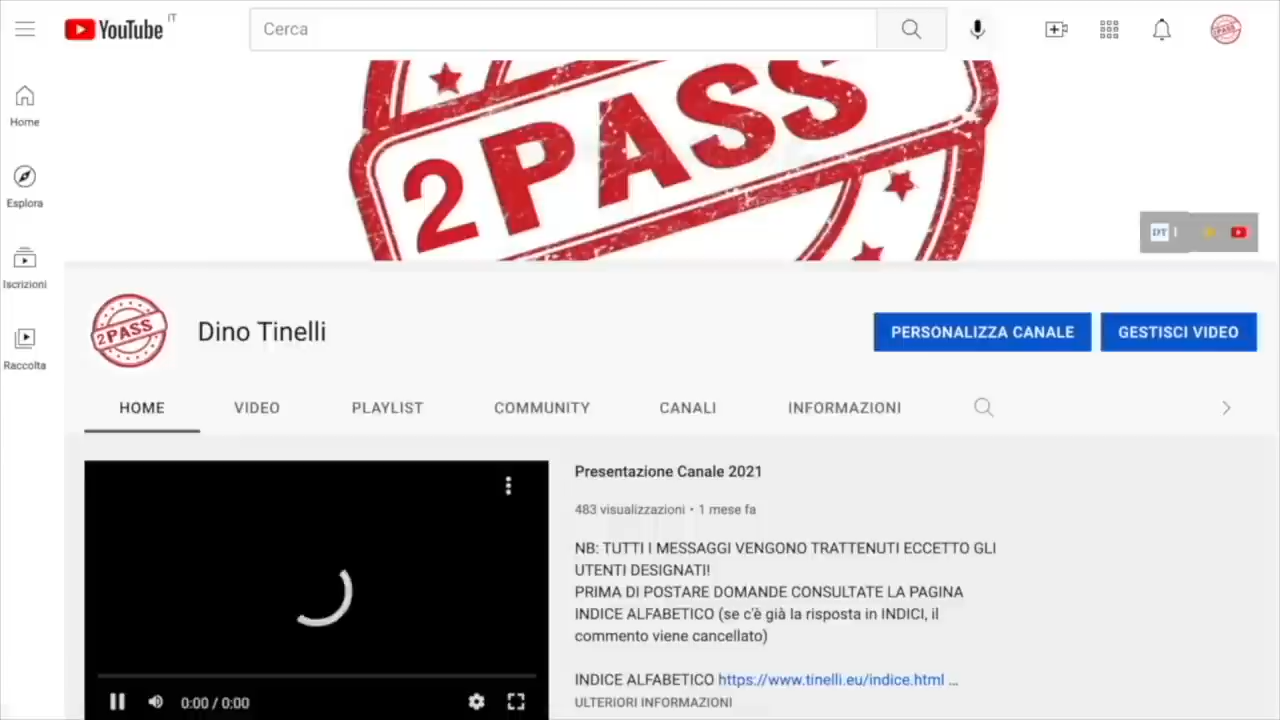 YouTube IT
Cerca
2PASS
Home
Esplora
Iscrizioni
Raccolta
2PASS
DT
2PASS
Dino Tinelli
PERSONALIZZA CANALE
GESTISCI VIDEO
HOME
VIDEO
PLAYLIST
COMMUNITY
CANALI
INFORMAZIONI
Presentazione Canale 2021
483 visualizzazioni • 1 mese fa
NB: TUTTI I MESSAGGI VENGONO TRATTENUTI ECCETTO GLI
UTENTI DESIGNATI!
PRIMA DI POSTARE DOMANDE CONSULTATE LA PAGINA
INDICE ALFABETICO (se c'è già la risposta in INDICI, il
commento viene cancellato)
INDICE ALFABETICO https://www.tinelli.eu/indice.html ...
ULTERIORI INFORMAZIONI
0:00 / 0:00